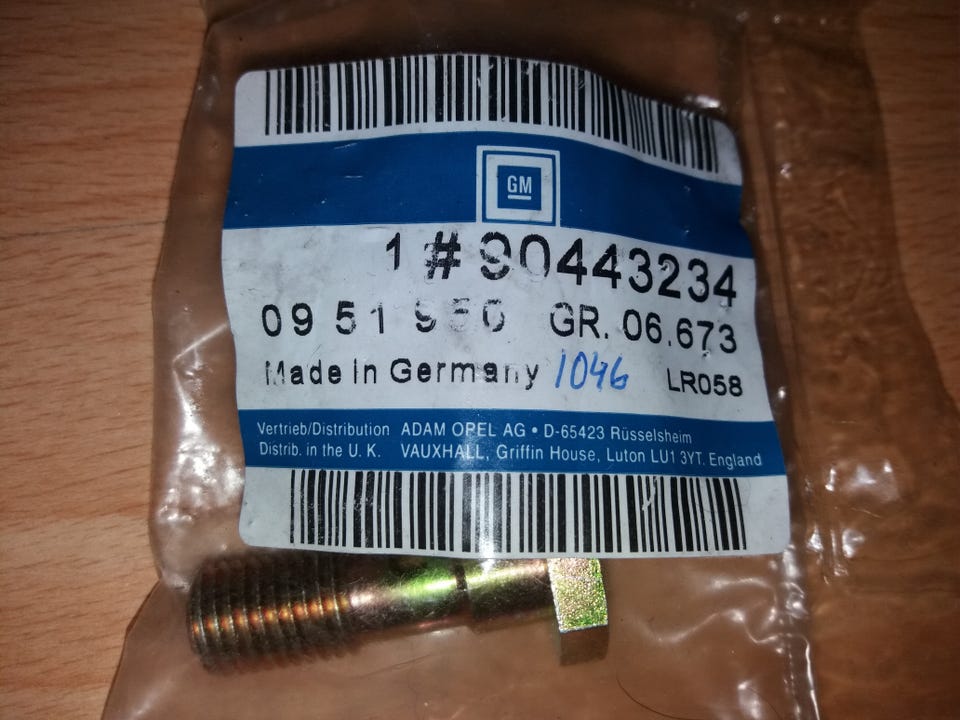 GM
1 #90443234
09 51 950 GR. 06.673
Made in Germany 1046 LR058
Vertrieb/Distribution ADAM OPEL AG • D-65423 Rüsselsheim
Distrib. in the U. K. VAUXHALL, Griffin House, Luton LU1 3YT. England